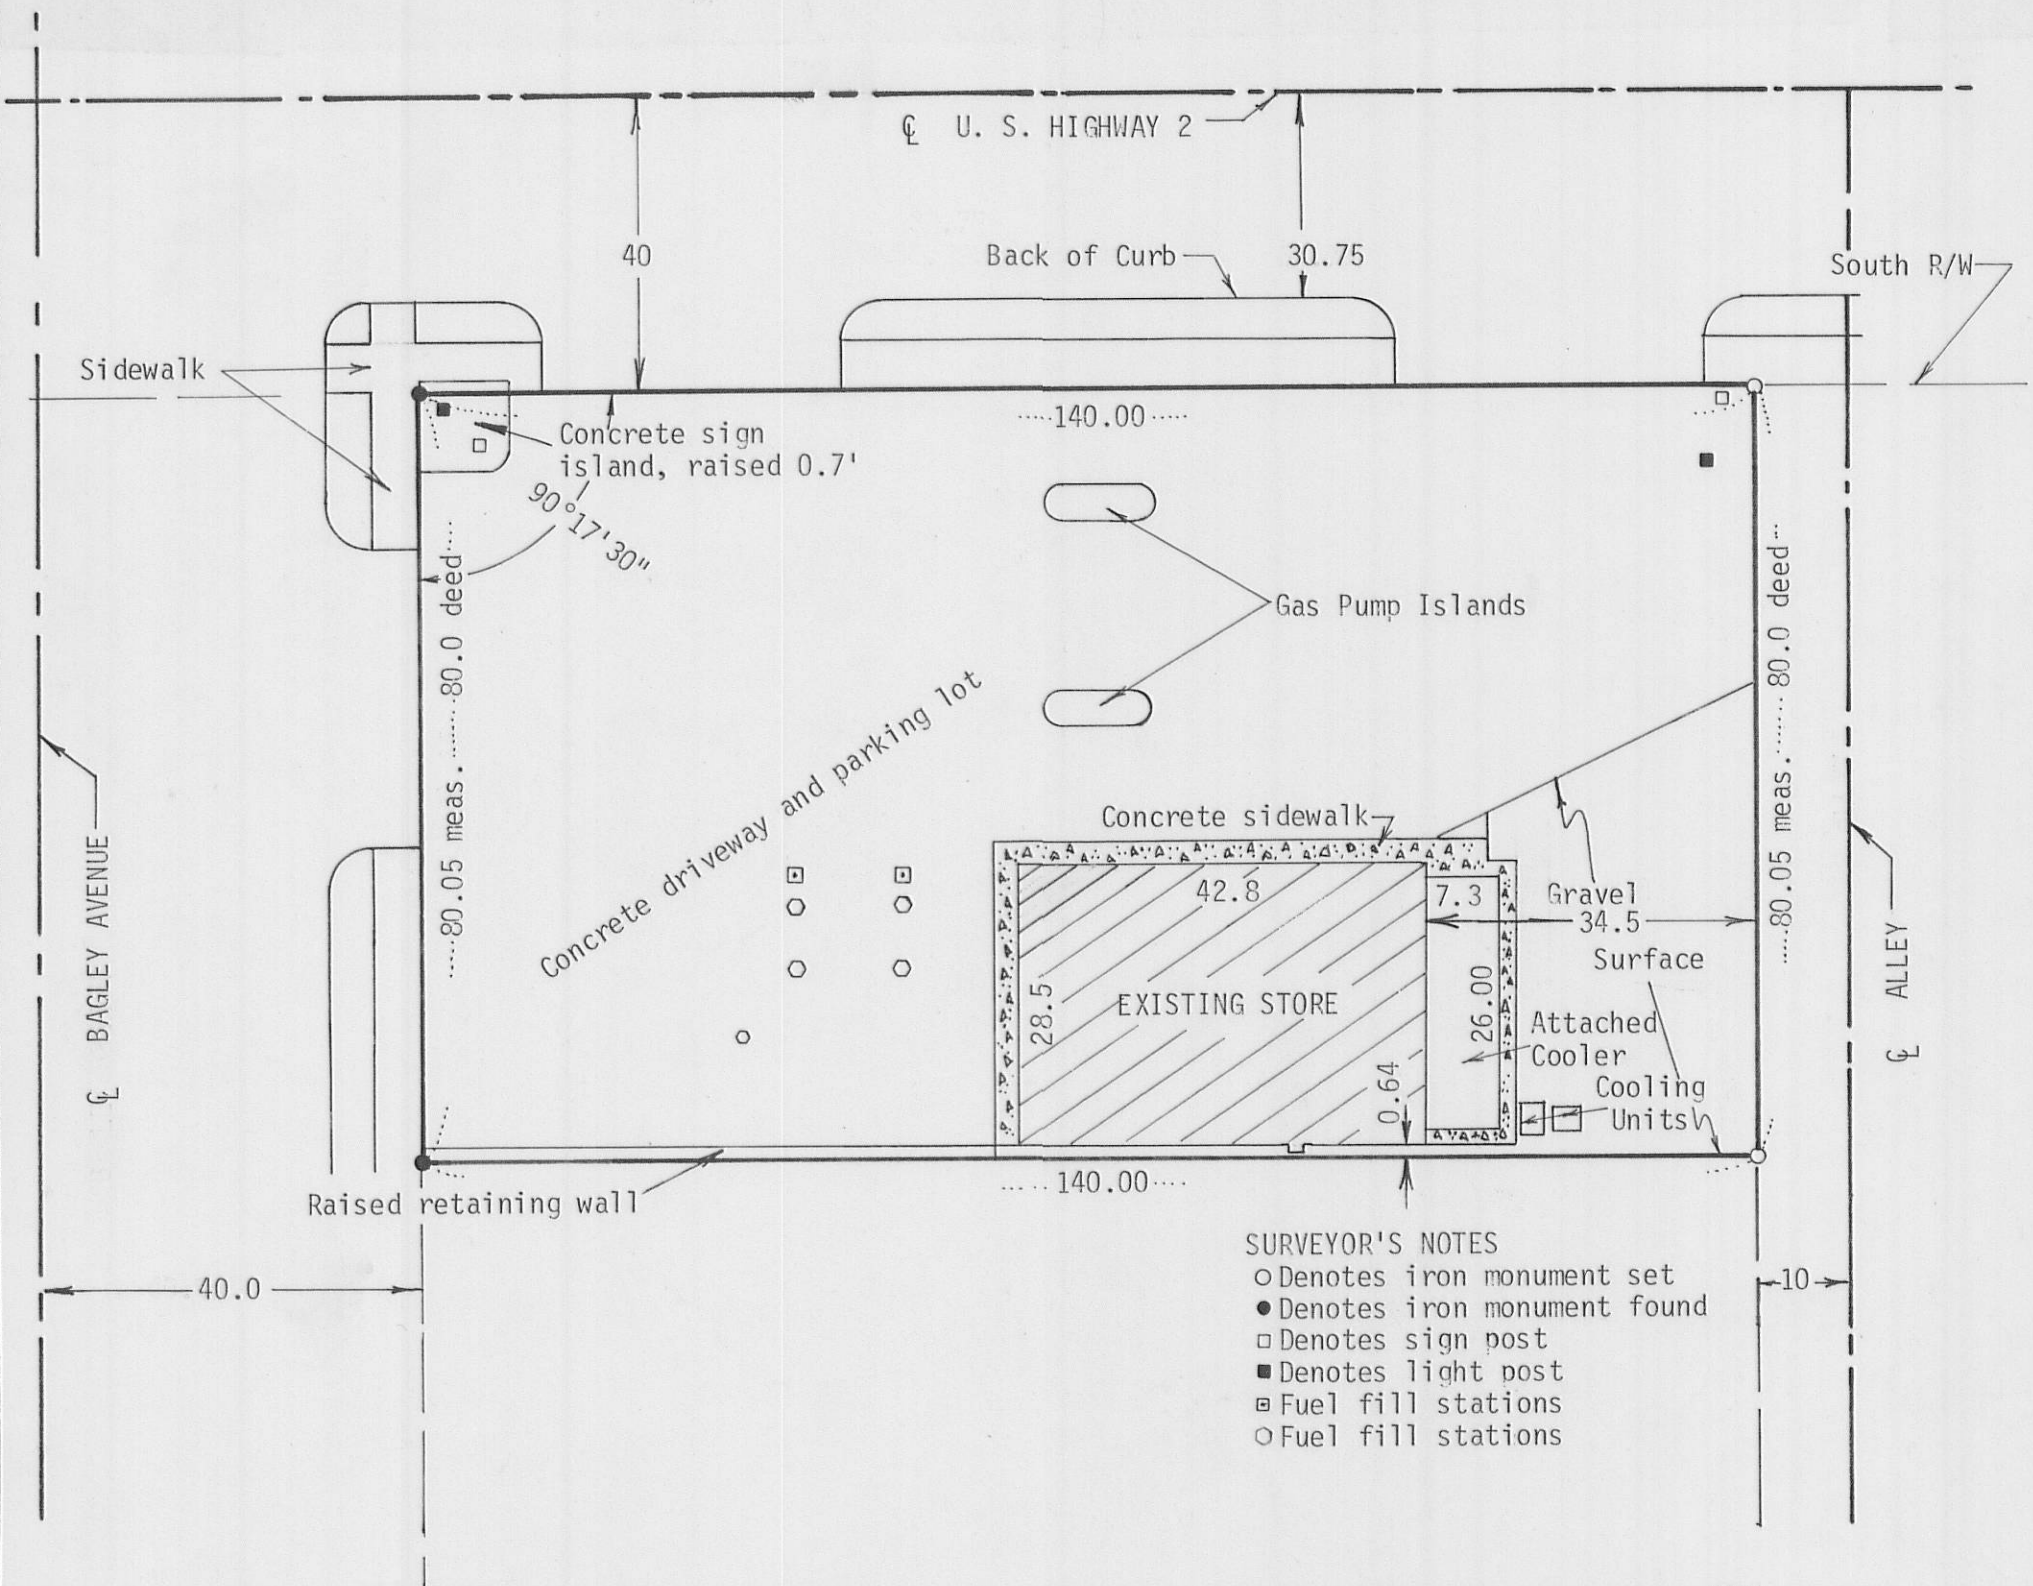 ℄ U. S. HIGHWAY 2
40
Back of Curb
30.75
South R/W
Sidewalk
140.00
Concrete sign
island, raised 0.7'
90°17'30"
80.05 meas. 80.0 deed
Gas Pump Islands
80.05 meas. 80.0 deed
Concrete driveway and parking lot
Concrete sidewalk
42.8
7.3
Gravel
34.5
Surface
28.5
EXISTING STORE
26.00
Attached
Cooler
0.64
Cooling
Units
℄ BAGLEY AVENUE
℄ ALLEY
Raised retaining wall
140.00
40.0
10
SURVEYOR'S NOTES
Denotes iron monument set
Denotes iron monument found
Denotes sign post
Denotes light post
Fuel fill stations
Fuel fill stations